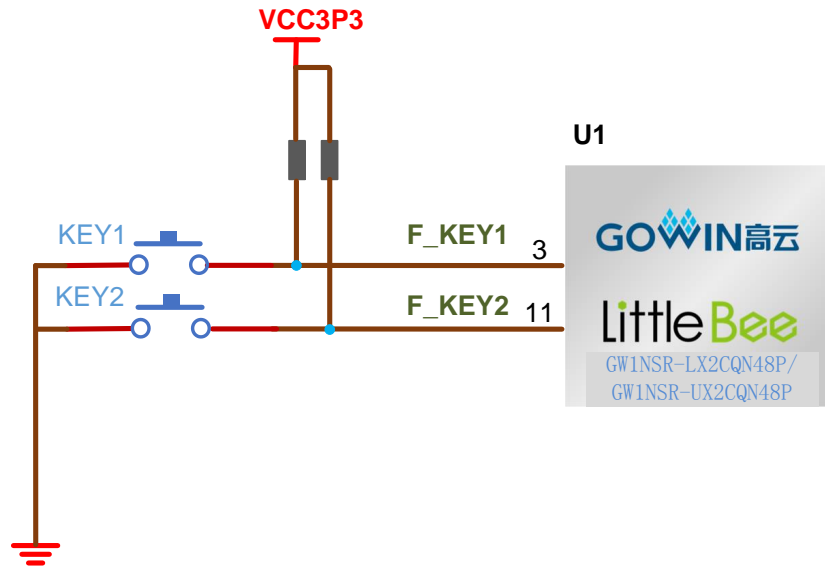 VCC3P3
U1
KEY1
F_KEY1
3
GOWIN高云
KEY2
F_KEY2
11
LittleBee
GW1NSR-LX2CQN48P/
GW1NSR-UX2CQN48P